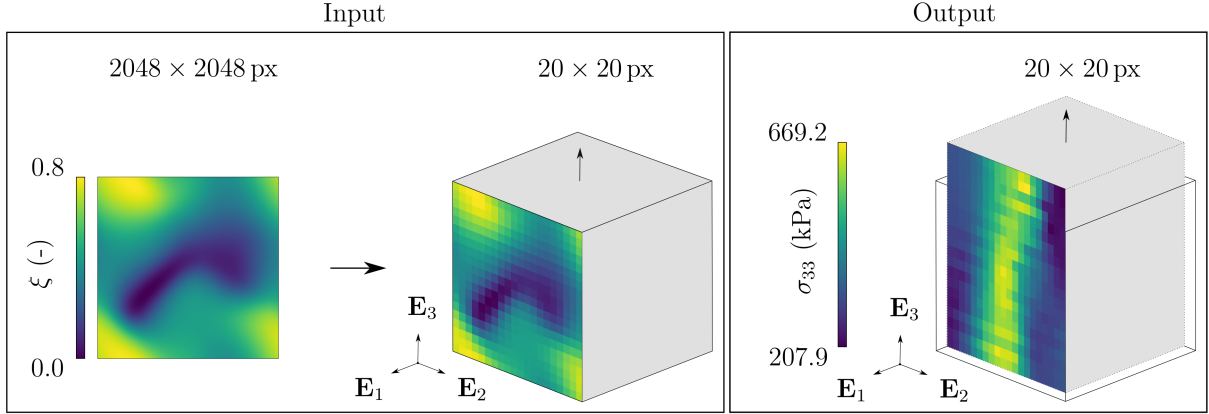 Input
Output
2048 × 2048 px
20 × 20 px
20 × 20 px
0.8
ξ (-)
0.0
E₃
E₁
E₂
669.2
σ₃₃ (kPa)
207.9
E₃
E₁
E₂